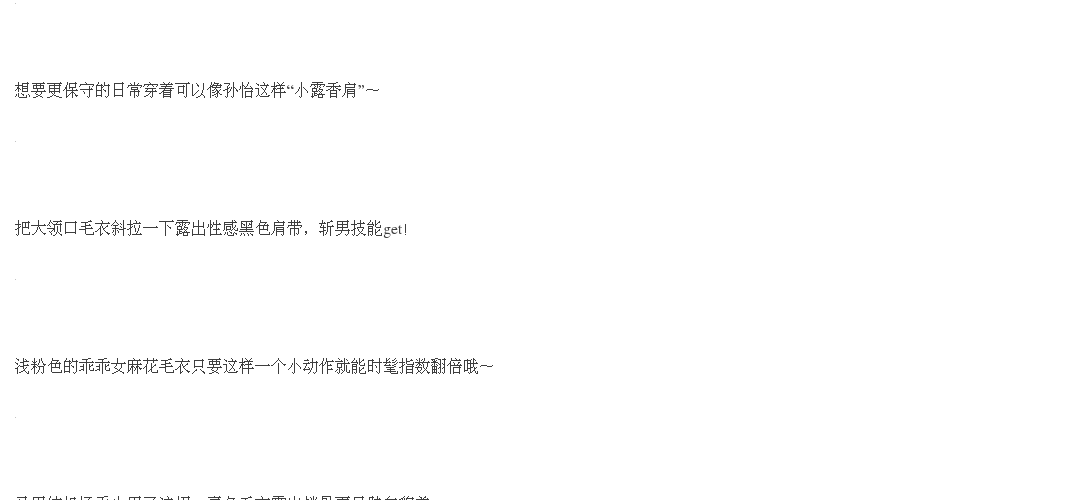 想要更保守的日常穿着可以像孙怡这样“小露香肩”～
把大领口毛衣斜拉一下露出性感黑色肩带，斩男技能get!
浅粉色的乖乖女麻花毛衣只要这样一个小动作就能时髦指数翻倍哦～